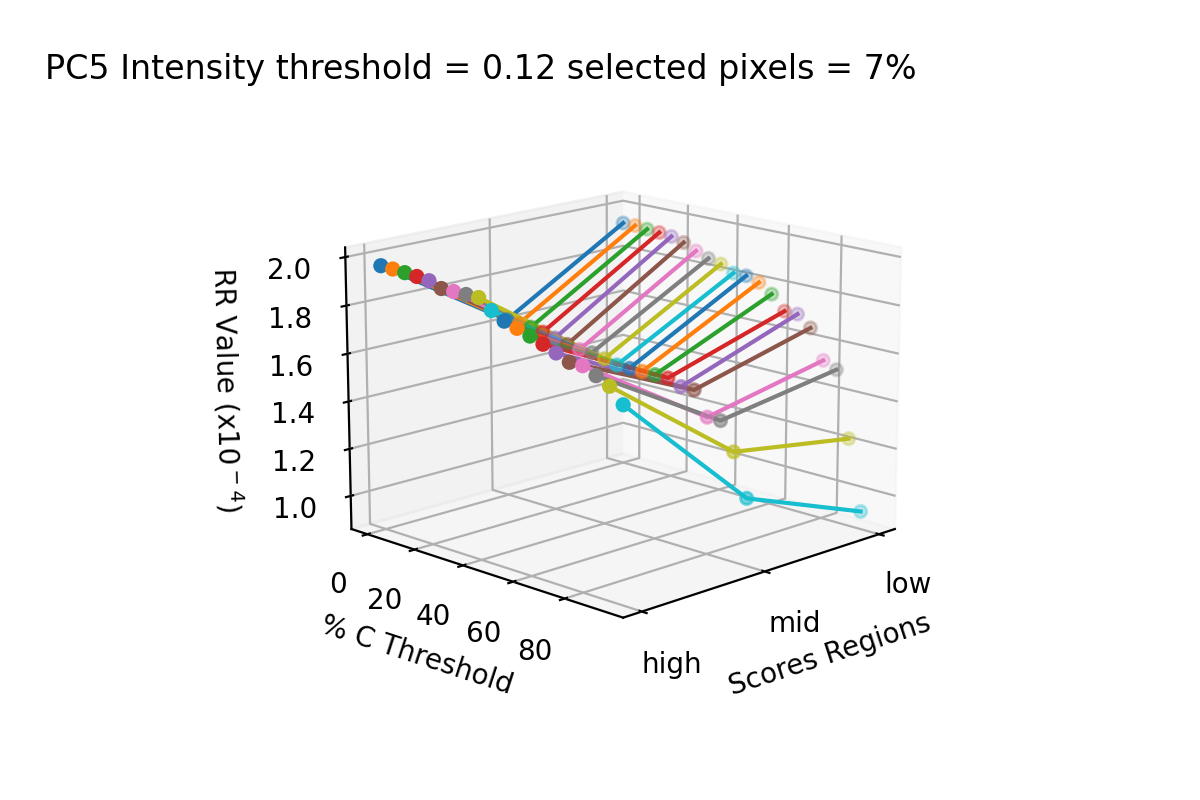 PC5 Intensity threshold = 0.12 selected pixels = 7%
RR Value (x10⁻⁴)
2.0
1.8
1.6
1.4
1.2
1.0
0
20
40
60
80
% C Threshold
high
mid
low
Scores Regions